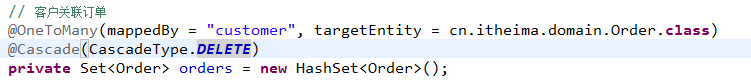 // 客户关联订单
@OneToMany(mappedBy = "customer", targetEntity = cn.itheima.domain.Order.class)
@Cascade(CascadeType.DELETE)
private Set<Order> orders = new HashSet<Order>();